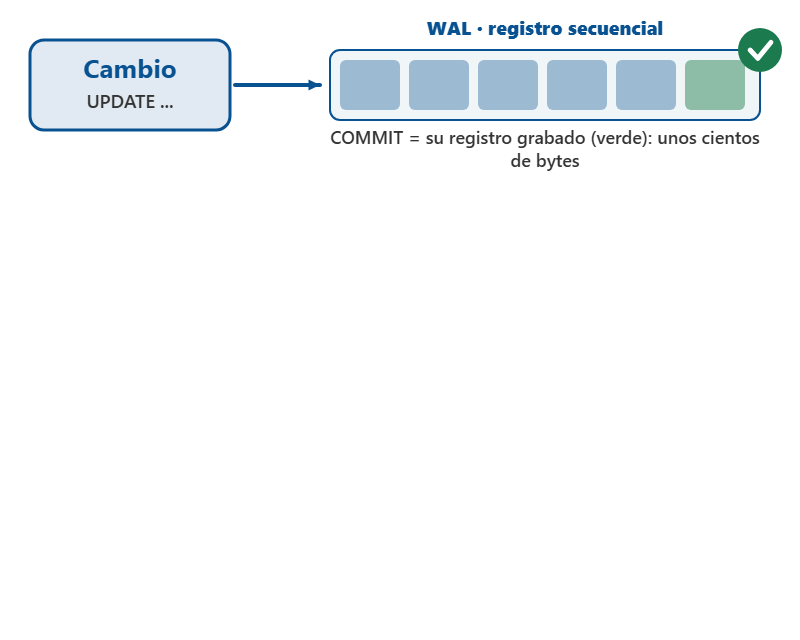 WAL · registro secuencial
Cambio
UPDATE ...
COMMIT = su registro grabado (verde): unos cientos
de bytes